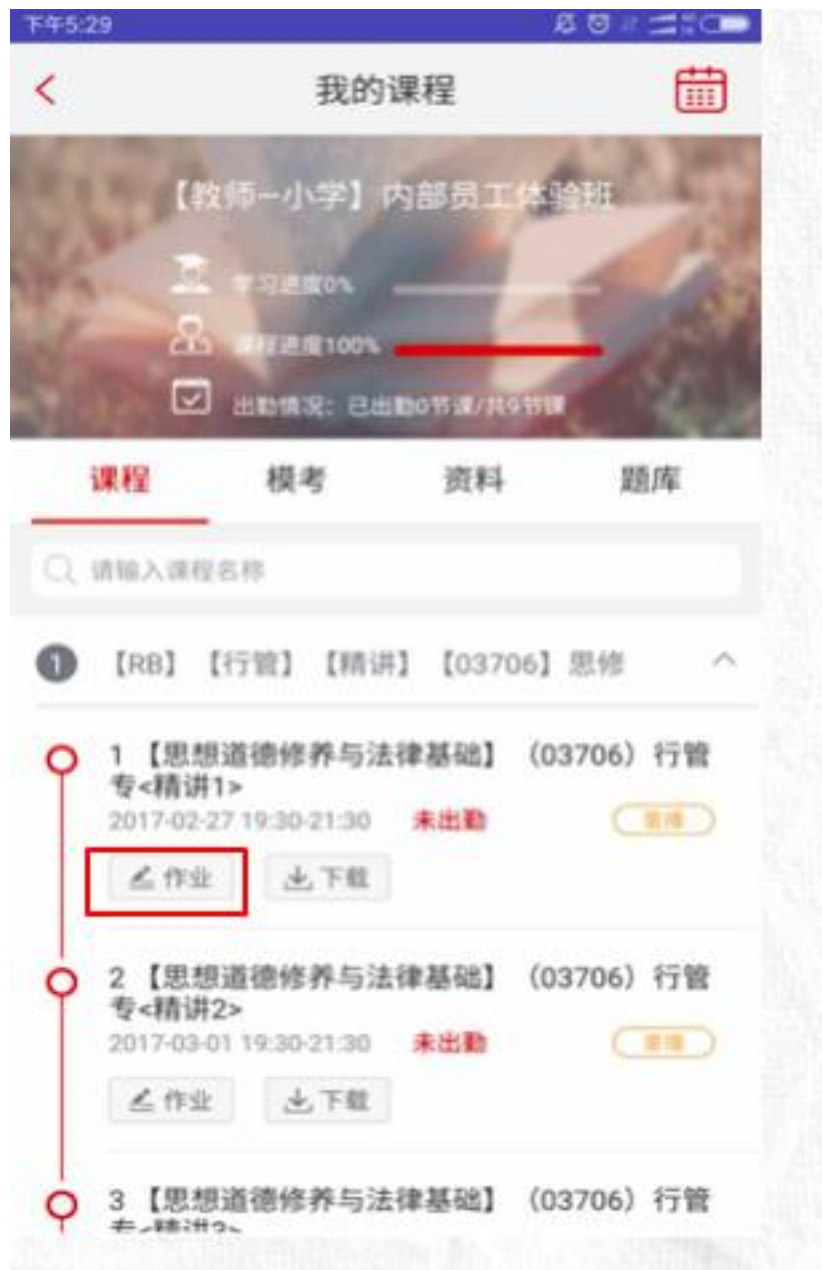 下午5:29
我的课程
【教师-小学】内部员工体验班
学习进度0%
课程进度100%
出勤情况：已出勤0节课/共9节课
课程 模考 资料 题库
请输入课程名称
1 【RB】【行管】【精讲】【03706】思修
1 【思想道德修养与法律基础】（03706）行管
专<精讲1>
2017-02-27 19:30-21:30 未出勤 重播
作业 下载
2 【思想道德修养与法律基础】（03706）行管
专<精讲2>
2017-03-01 19:30-21:30 未出勤 重播
作业 下载
3 【思想道德修养与法律基础】（03706）行管